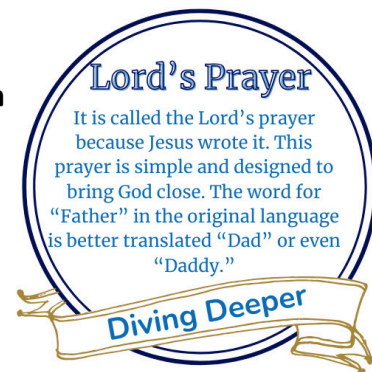 Lord’s Prayer
It is called the Lord’s prayer
because Jesus wrote it. This
prayer is simple and designed to
bring God close. The word for
“Father” in the original language
is better translated “Dad” or even
“Daddy.”
Diving Deeper